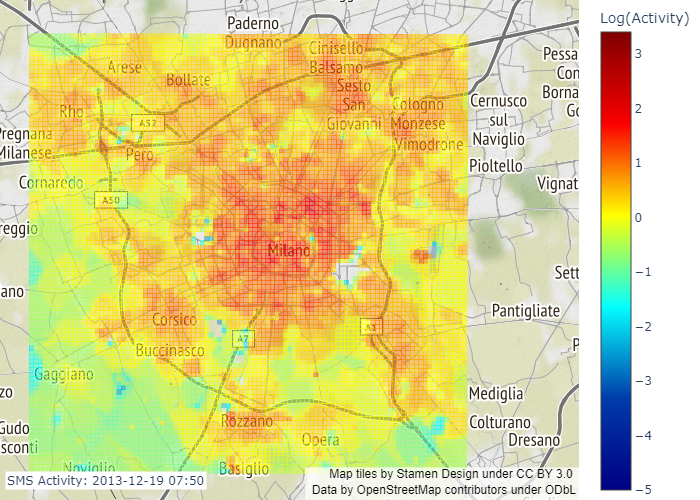 Paderno
Dugnano
Log(Activity)
Cinisello
Balsamo
Arese
Bollate
Sesto
San
Giovanni
Pessa
Con
Borna
Go
Rho
A52
Cologno
Monzese
Vimodrone
Cernusco
sul
Naviglio
Pregnana
Milanese
Pero
Pioltello
Cornaredo
A50
Vignat
reggio
Milano
Sett
ano
Corsico
A7
A1
Pantigliate
P
Buccinasco
Gaggiano
zo
Mediglia
Rozzano
Colturano
Gudo
sconti
Opera
Dresano
Noviglio
Basiglio
SMS Activity: 2013-12-19 07:50
Map tiles by Stamen Design under CC BY 3.0
Data by OpenStreetMap contributors under ODbL
3
2
1
0
−1
−2
−3
−4
−5